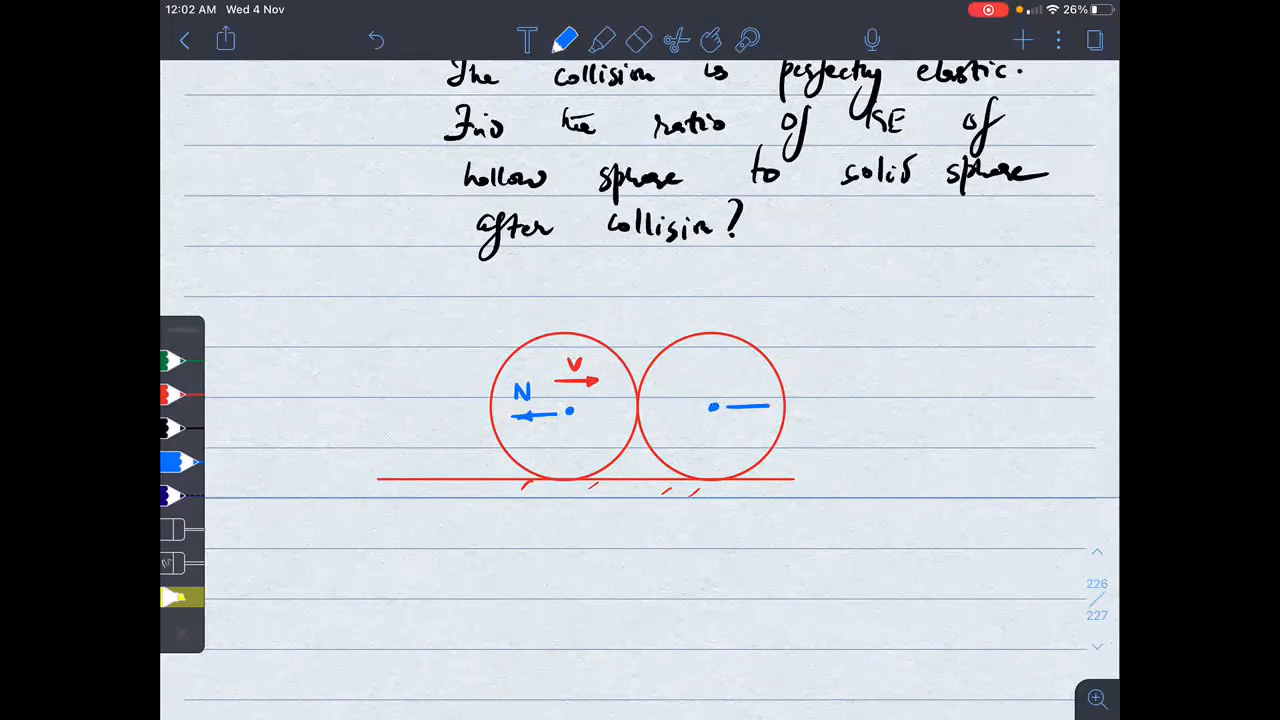 12:02 AM Wed 4 Nov
26%
The collision is perfectly elastic.
Find the ratio of KE of
hollow sphere to solid sphere
after collision?
V
N
226
227